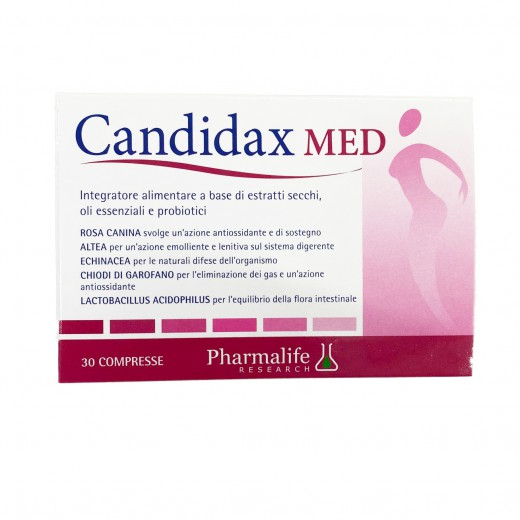 Candidax MED
Integratore alimentare a base di estratti secchi,
oli essenziali e probiotici
ROSA CANINA svolge un'azione antiossidante e di sostegno
ALTEA per un'azione emolliente e lenitiva sul sistema digerente
ECHINACEA per le naturali difese dell'organismo
CHIODI DI GAROFANO per l'eliminazione dei gas e un'azione
antiossidante
LACTOBACILLUS ACIDOPHILUS per l'equilibrio della flora intestinale
30 COMPRESSE
Pharmalife
RESEARCH